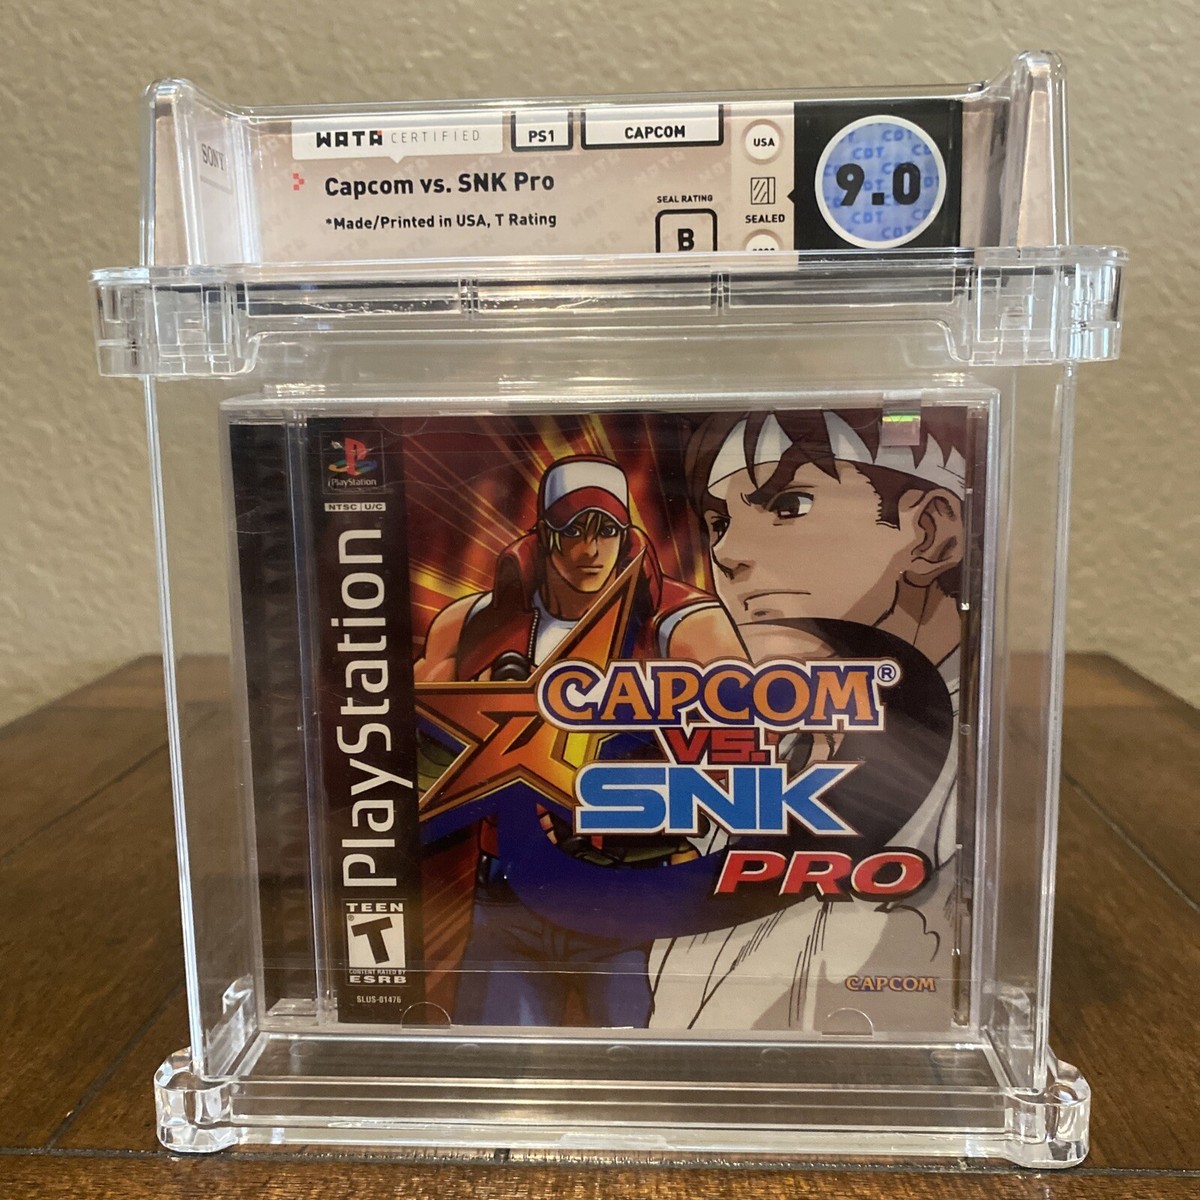 WATA CERTIFIED
PS1
CAPCOM
USA
SONY
Capcom vs. SNK Pro
*Made/Printed in USA, T Rating
SEAL RATING
B
SEALED
CDT
9.0
PlayStation
NTSC U/C
PlayStation
CAPCOM®
VS.
SNK
PRO
TEEN
T
CONTENT RATED BY
ESRB
SLUS-01476
CAPCOM